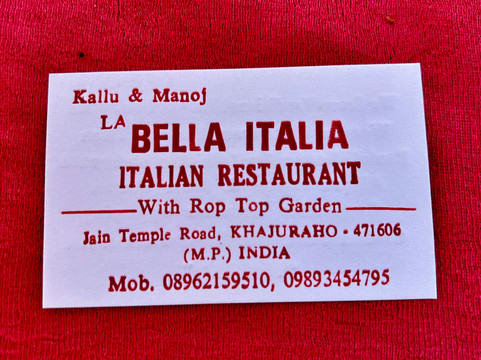 Kallu & Manoj
LA BELLA ITALIA
ITALIAN RESTAURANT
With Rop Top Garden
Jain Temple Road, KHAJURAHO - 471606
(M.P.) INDIA
Mob. 08962159510, 09893454795